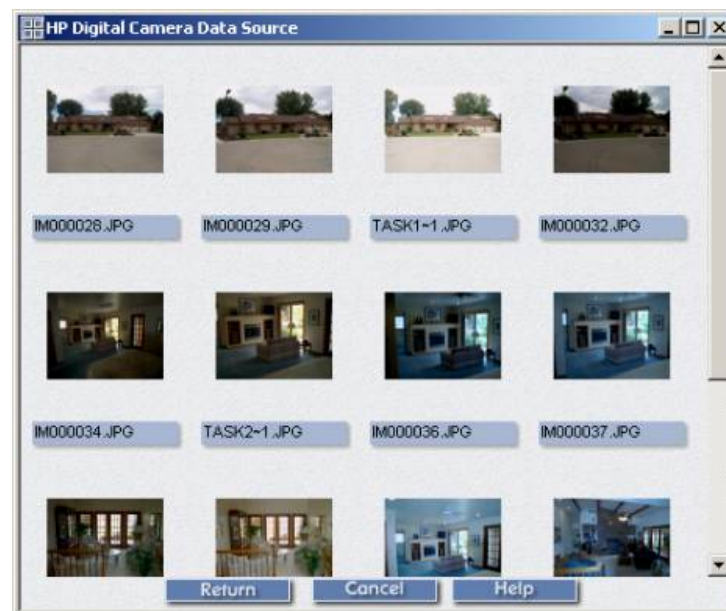 HP Digital Camera Data Source
IM000028.JPG IM000029.JPG TASK1~1.JPG IM000032.JPG
IM000034.JPG TASK2~1.JPG IM000036.JPG IM000037.JPG
Return Cancel Help